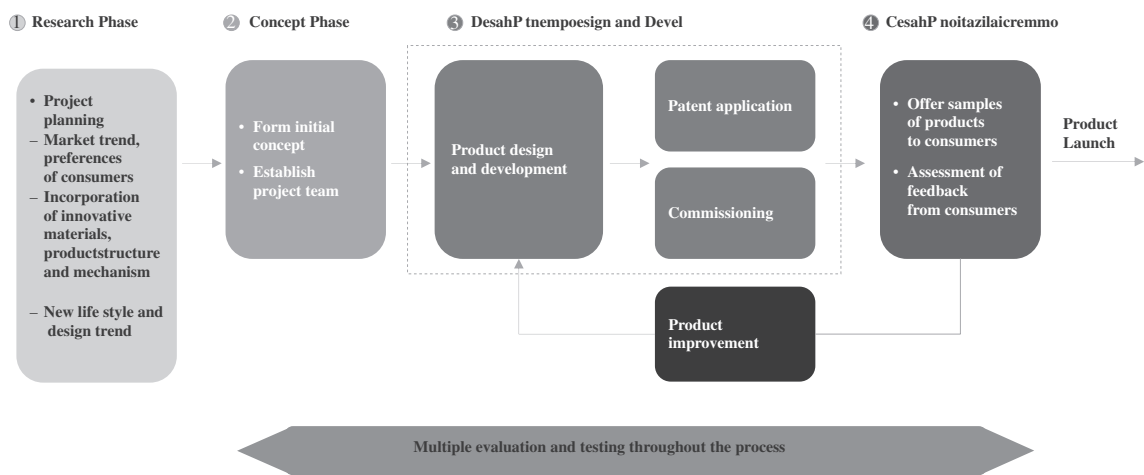 1 Research Phase
2 Concept Phase
3 DesahP tnempoesign and Devel
4 CesahP noitazilaicremmo
• Project
planning
– Market trend,
preferences
of consumers
– Incorporation
of innovative
materials,
productstructure
and mechanism
– New life style and
design trend
• Form initial
concept
• Establish
project team
Product design
and development
Patent application
Commissioning
• Offer samples
of products
to consumers
• Assessment of
feedback
from consumers
Product
Launch
Product
improvement
Multiple evaluation and testing throughout the process